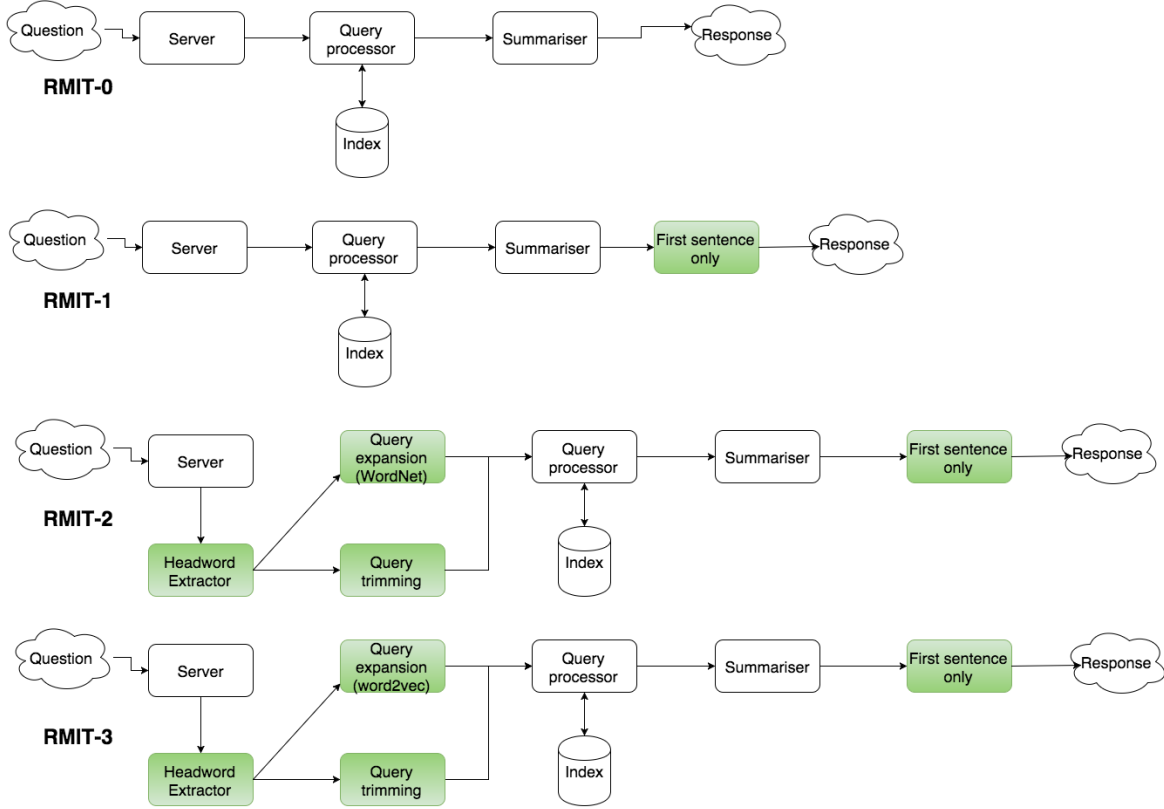 Question
Server
Query
processor
Summariser
Response
RMIT-0
Index
Question
Server
Query
processor
Summariser
First sentence
only
Response
RMIT-1
Index
Question
Server
Query
expansion
(WordNet)
Query
processor
Summariser
First sentence
only
Response
RMIT-2
Headword
Extractor
Query
trimming
Index
Question
Server
Query
expansion
(word2vec)
Query
processor
Summariser
First sentence
only
Response
RMIT-3
Headword
Extractor
Query
trimming
Index